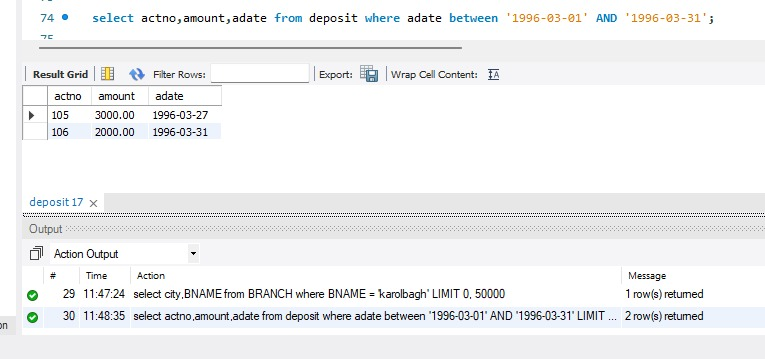 74 select actno,amount,adate from deposit where adate between '1996-03-01' AND '1996-03-31';
75
Result Grid Filter Rows: Export: Wrap Cell Content: IA
actno amount adate
105 3000.00 1996-03-27
106 2000.00 1996-03-31
deposit 17 ×
Output
Action Output
# Time Action Message
29 11:47:24 select city,BNAME from BRANCH where BNAME = 'karolbagh' LIMIT 0, 50000 1 row(s) returned
on 30 11:48:35 select actno,amount,adate from deposit where adate between '1996-03-01' AND '1996-03-31' LIMIT ... 2 row(s) returned